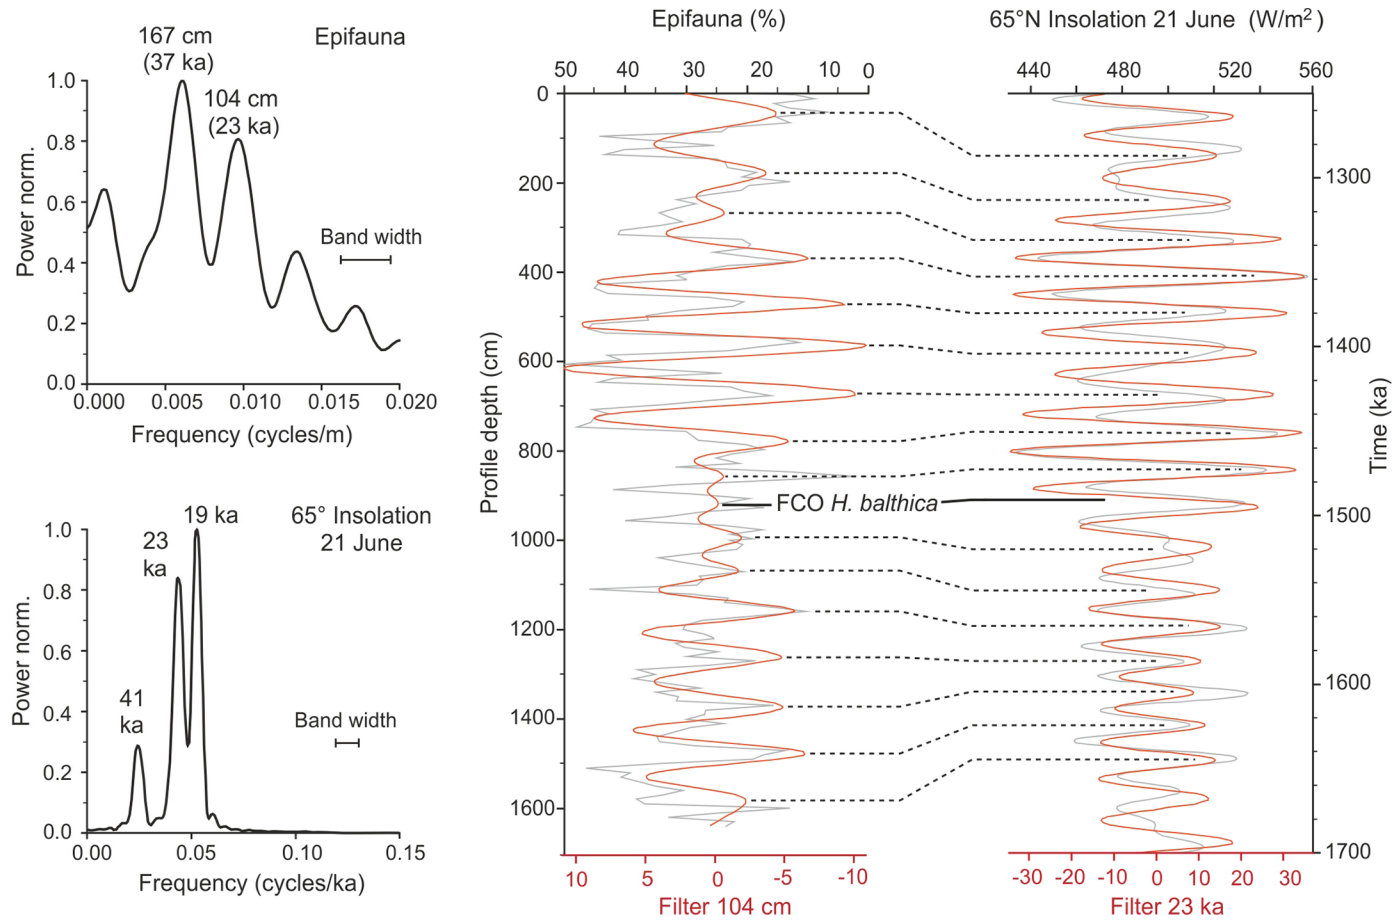 Epifauna
167 cm
(37 ka)
104 cm
(23 ka)
Band width
Power norm.
1.0
0.8
0.6
0.4
0.2
0.0
0.000 0.005 0.010 0.015 0.020
Frequency (cycles/m)
65° Insolation
21 June
19 ka
23
ka
41
ka
Band width
Power norm.
1.0
0.8
0.6
0.4
0.2
0.0
0.00 0.05 0.10 0.15
Frequency (cycles/ka)
Epifauna (%)
50 40 30 20 10 0
Profile depth (cm)
0
200
400
600
800
1000
1200
1400
1600
10 5 0 -5 -10
Filter 104 cm
FCO H. balthica
65°N Insolation 21 June (W/m²)
440 480 520 560
1300
1400
1500
1600
1700
Time (ka)
-30 -20 -10 0 10 20 30
Filter 23 ka